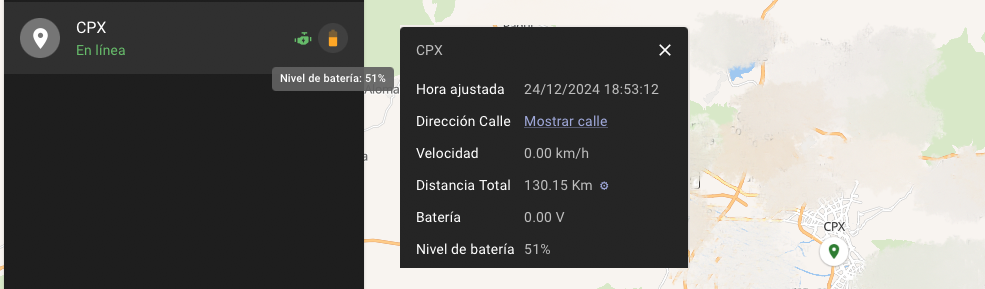 CPX
En línea
Nivel de batería: 51%
CPX
Hora ajustada 24/12/2024 18:53:12
Dirección Calle Mostrar calle
Velocidad 0.00 km/h
Distancia Total 130.15 Km
Batería 0.00 V
Nivel de batería 51%
CPX